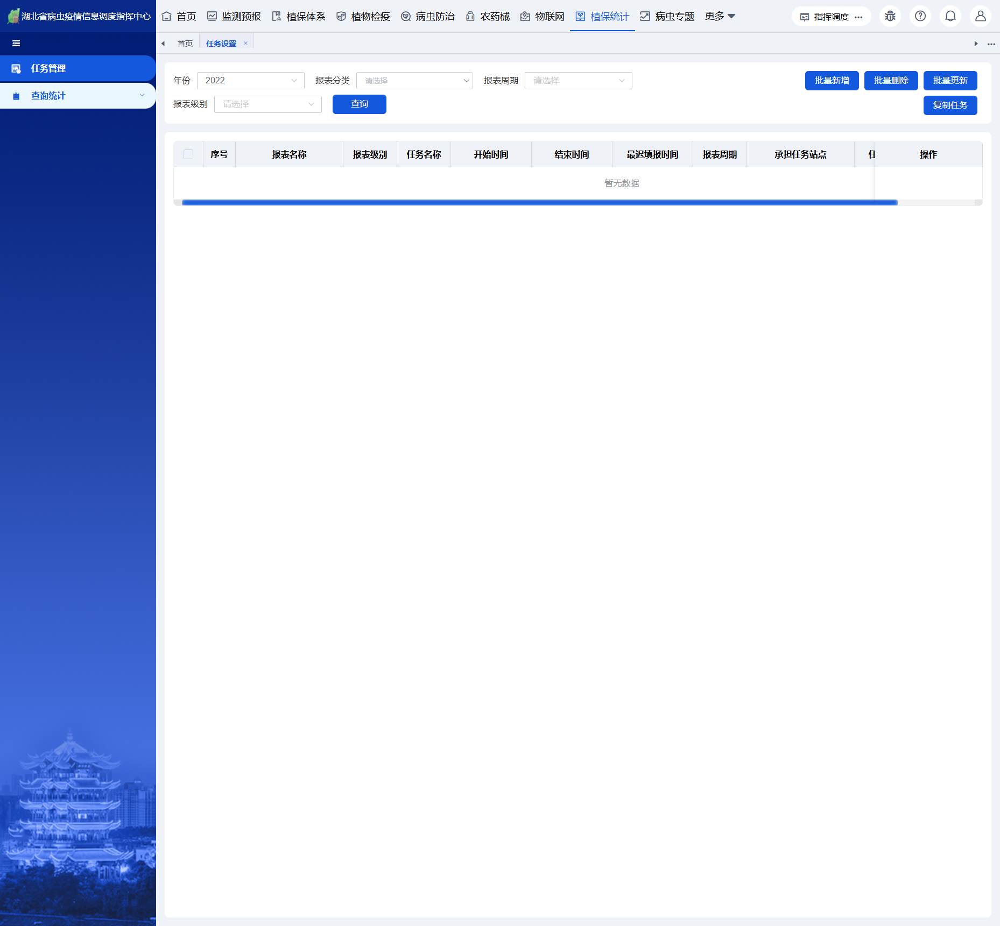 湖北省病虫疫情信息调度指挥中心
首页 监测预报 植保体系 植物检疫 病虫防治 农药械 物联网 植保统计 病虫专题 更多 指挥调度
首页 任务设置
任务管理
查询统计
年份 2022 报表分类 请选择 报表周期 请选择 批量新增 批量删除 批量更新
报表级别 请选择 查询 复制任务
序号 报表名称 报表级别 任务名称 开始时间 结束时间 最迟填报时间 报表周期 承担任务站点 任 操作
暂无数据